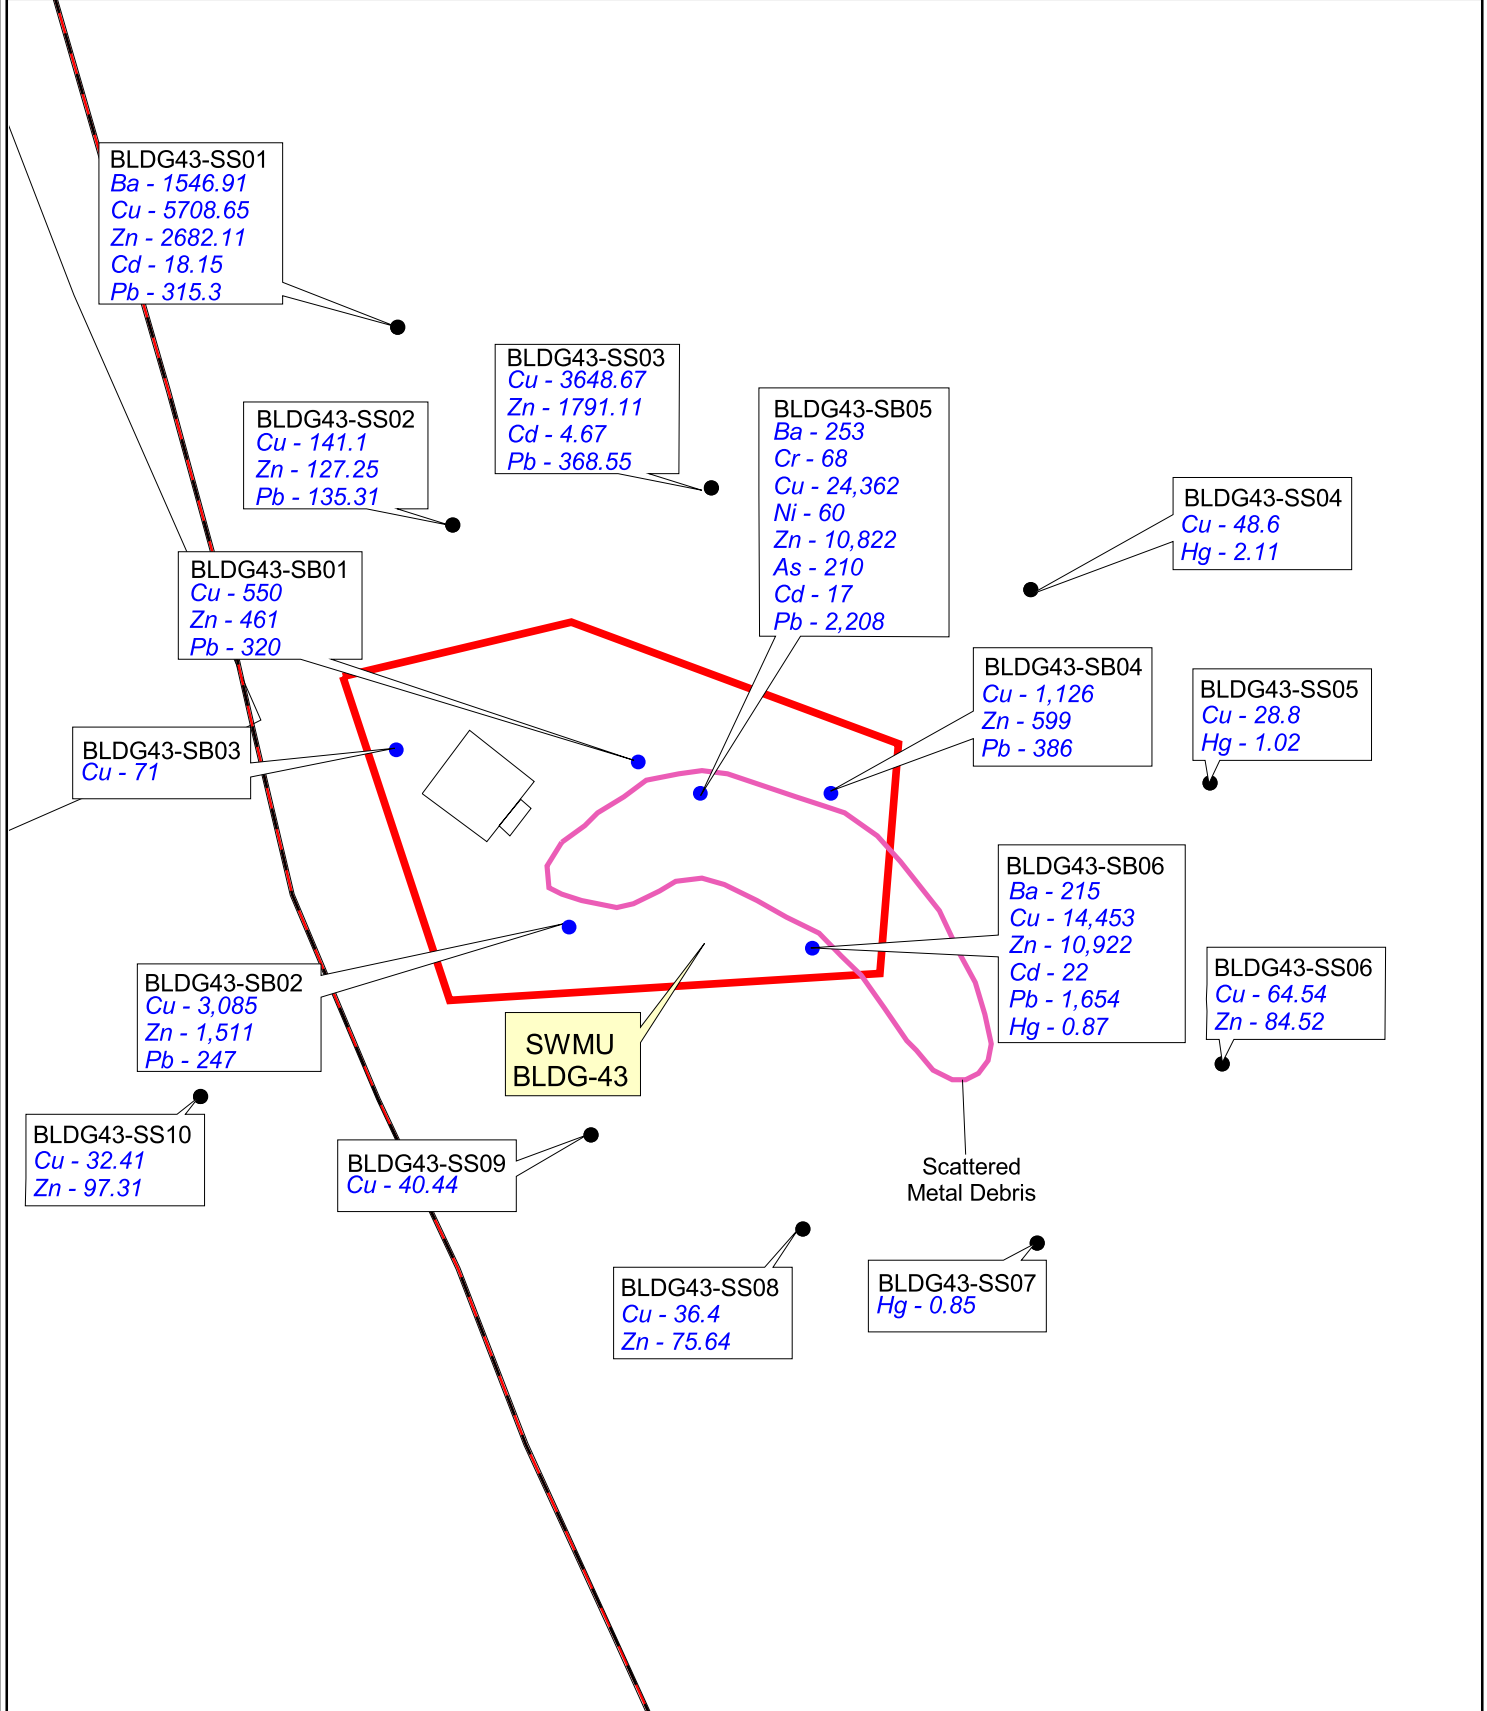 BLDG43-SS01
Ba - 1546.91
Cu - 5708.65
Zn - 2682.11
Cd - 18.15
Pb - 315.3
BLDG43-SS03
Cu - 3648.67
Zn - 1791.11
Cd - 4.67
Pb - 368.55
BLDG43-SS02
Cu - 141.1
Zn - 127.25
Pb - 135.31
BLDG43-SB05
Ba - 253
Cr - 68
Cu - 24,362
Ni - 60
Zn - 10,822
As - 210
Cd - 17
Pb - 2,208
BLDG43-SS04
Cu - 48.6
Hg - 2.11
BLDG43-SB01
Cu - 550
Zn - 461
Pb - 320
BLDG43-SB04
Cu - 1,126
Zn - 599
Pb - 386
BLDG43-SS05
Cu - 28.8
Hg - 1.02
BLDG43-SB03
Cu - 71
BLDG43-SB06
Ba - 215
Cu - 14,453
Zn - 10,922
Cd - 22
Pb - 1,654
Hg - 0.87
BLDG43-SS06
Cu - 64.54
Zn - 84.52
BLDG43-SB02
Cu - 3,085
Zn - 1,511
Pb - 247
SWMU
BLDG-43
BLDG43-SS10
Cu - 32.41
Zn - 97.31
BLDG43-SS09
Cu - 40.44
Scattered
Metal Debris
BLDG43-SS08
Cu - 36.4
Zn - 75.64
BLDG43-SS07
Hg - 0.85